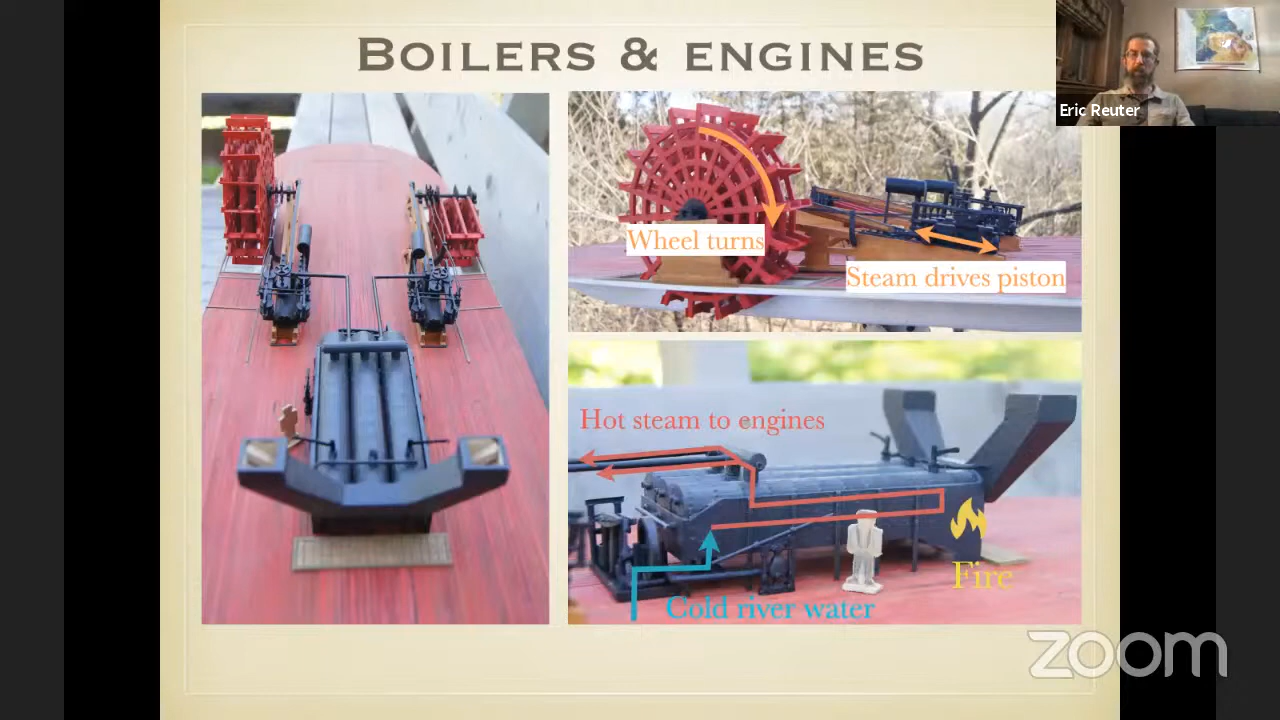 BOILERS & ENGINES
Eric Reuter
Wheel turns
Steam drives piston
Hot steam to engines
Fire
Cold river water
zoom